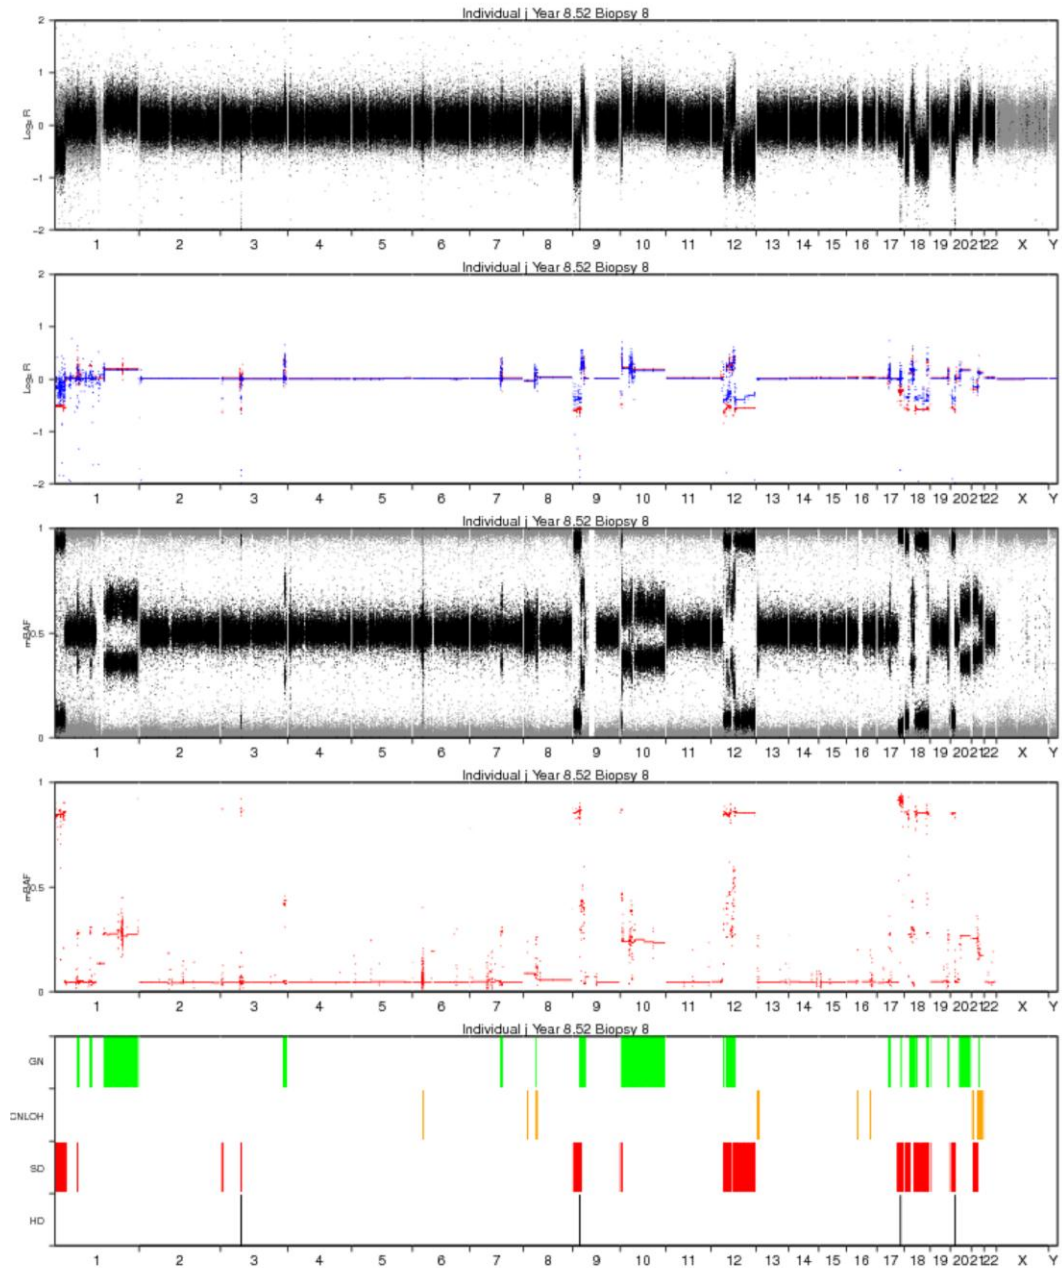 Individual j Year 8.52 Biopsy 8
2
1
Log₂ R
0
−1
−2
1 2 3 4 5 6 7 8 9 10 11 12 13 14 15 16 17 18 19 20 21 22 X Y
Individual j Year 8.52 Biopsy 8
2
1
Log₂ R
0
−1
−2
1 2 3 4 5 6 7 8 9 10 11 12 13 14 15 16 17 18 19 20 21 22 X Y
Individual j Year 8.52 Biopsy 8
1
mBAF
0.5
0
1 2 3 4 5 6 7 8 9 10 11 12 13 14 15 16 17 18 19 20 21 22 X Y
Individual j Year 8.52 Biopsy 8
1
mBAF
0.5
0
1 2 3 4 5 6 7 8 9 10 11 12 13 14 15 16 17 18 19 20 21 22 X Y
Individual j Year 8.52 Biopsy 8
GN
CNLOH
SD
HD
1 2 3 4 5 6 7 8 9 10 11 12 13 14 15 16 17 18 19 20 21 22 X Y